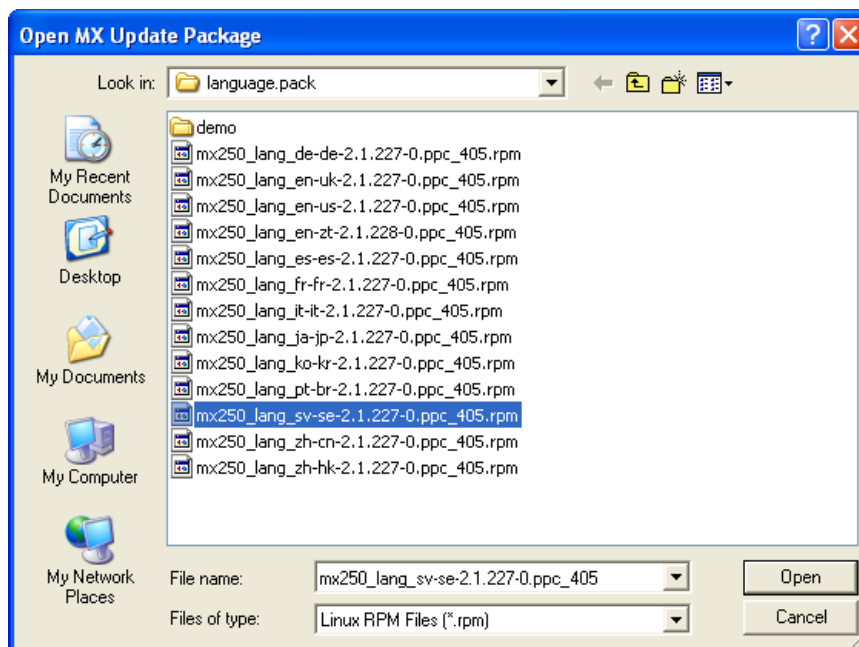 Open MX Update Package
Look in: language.pack
My Recent
Documents
Desktop
My Documents
My Computer
My Network
Places
demo
mx250_lang_de-de-2.1.227-0.ppc_405.rpm
mx250_lang_en-uk-2.1.227-0.ppc_405.rpm
mx250_lang_en-us-2.1.227-0.ppc_405.rpm
mx250_lang_en-zt-2.1.228-0.ppc_405.rpm
mx250_lang_es-es-2.1.227-0.ppc_405.rpm
mx250_lang_fr-fr-2.1.227-0.ppc_405.rpm
mx250_lang_it-it-2.1.227-0.ppc_405.rpm
mx250_lang_ja-jp-2.1.227-0.ppc_405.rpm
mx250_lang_ko-kr-2.1.227-0.ppc_405.rpm
mx250_lang_pt-br-2.1.227-0.ppc_405.rpm
mx250_lang_sv-se-2.1.227-0.ppc_405.rpm
mx250_lang_zh-cn-2.1.227-0.ppc_405.rpm
mx250_lang_zh-hk-2.1.227-0.ppc_405.rpm
File name: mx250_lang_sv-se-2.1.227-0.ppc_405 Open
Files of type: Linux RPM Files (*.rpm) Cancel